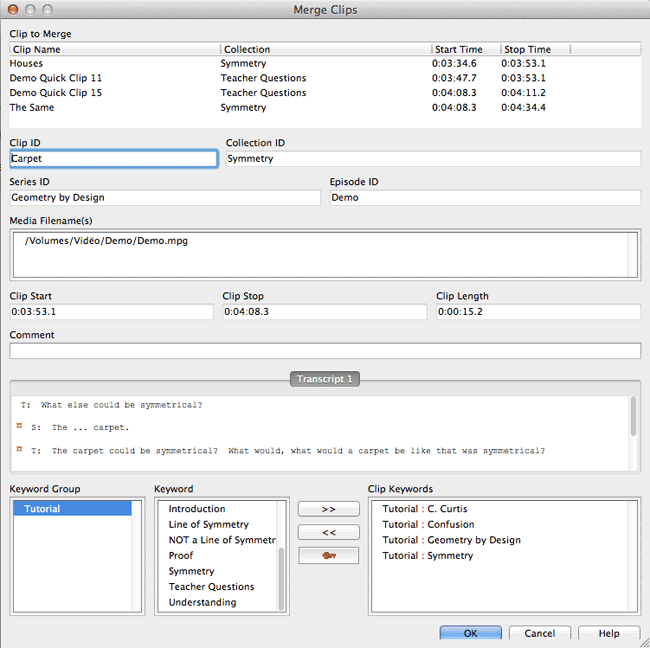 Merge Clips
Clip to Merge
Clip Name Collection Start Time Stop Time
Houses Symmetry 0:03:34.6 0:03:53.1
Demo Quick Clip 11 Teacher Questions 0:03:47.7 0:03:53.1
Demo Quick Clip 15 Teacher Questions 0:04:08.3 0:04:11.2
The Same Symmetry 0:04:08.3 0:04:34.4
Clip ID Collection ID
Carpet Symmetry
Series ID Episode ID
Geometry by Design Demo
Media Filename(s)
/Volumes/Video/Demo/Demo.mpg
Clip Start Clip Stop Clip Length
0:03:53.1 0:04:08.3 0:00:15.2
Comment
Transcript 1
T: What else could be symmetrical?
S: The ... carpet.
T: The carpet could be symmetrical? What would, what would a carpet be like that was symmetrical?
Keyword Group Keyword Clip Keywords
Tutorial Introduction >> Tutorial : C. Curtis
Line of Symmetry Tutorial : Confusion
NOT a Line of Symmetr << Tutorial : Geometry by Design
Proof Tutorial : Symmetry
Symmetry
Teacher Questions
Understanding
OK Cancel Help